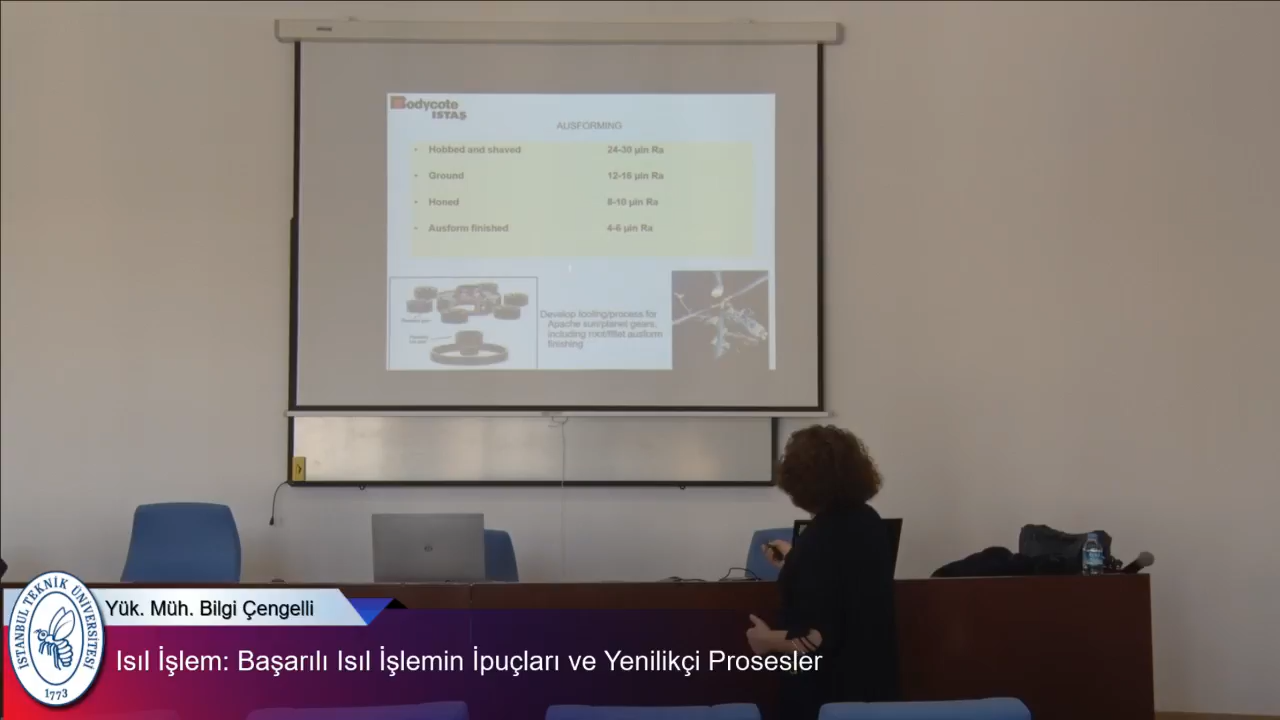 Bodycote
ISTAŞ
AUSFORMING
• Hobbed and shaved 24-30 µin Ra
• Ground 12-16 µin Ra
• Honed 8-10 µin Ra
• Ausform finished 4-6 µin Ra
Develop tooling/process for
Apache sun/planet gears,
including root/fillet ausform
finishing
İSTANBUL TEKNİK ÜNİVERSİTESİ
1773
Yük. Müh. Bilgi Çengelli
Isıl İşlem: Başarılı Isıl İşlemin İpuçları ve Yenilikçi Prosesler